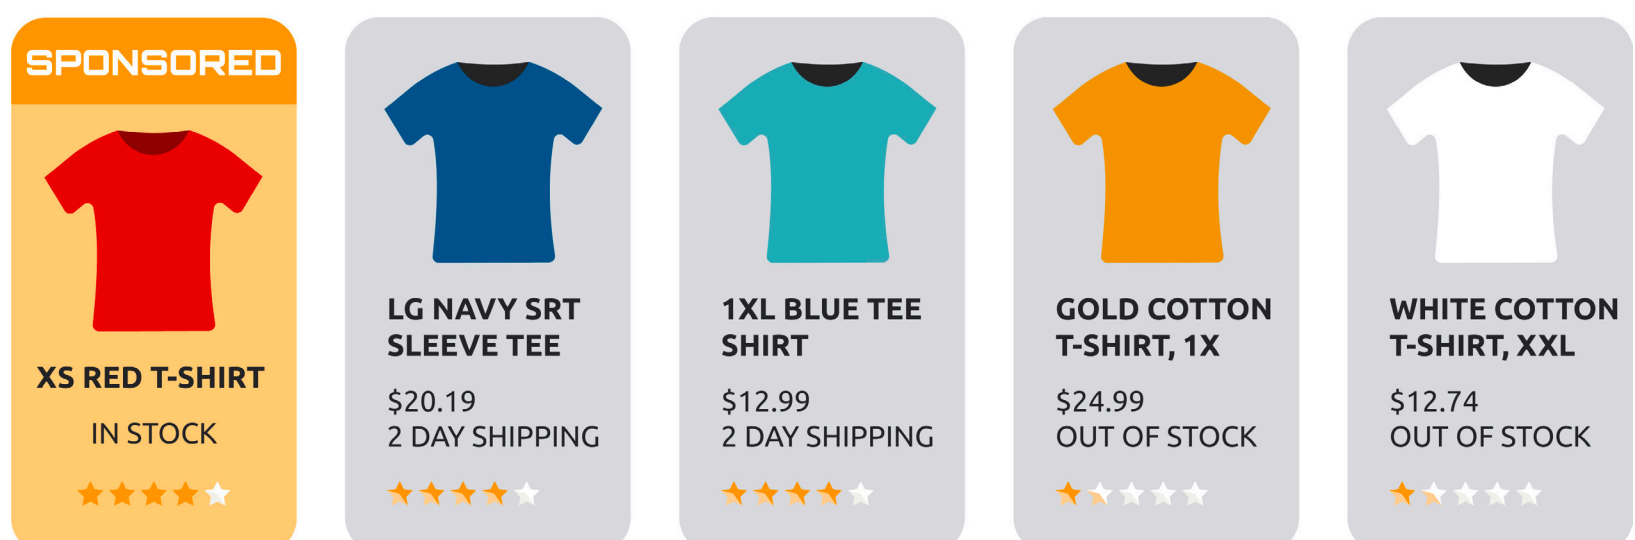 SPONSORED
XS RED T-SHIRT
IN STOCK
LG NAVY SRT
SLEEVE TEE
$20.19
2 DAY SHIPPING
1XL BLUE TEE
SHIRT
$12.99
2 DAY SHIPPING
GOLD COTTON
T-SHIRT, 1X
$24.99
OUT OF STOCK
WHITE COTTON
T-SHIRT, XXL
$12.74
OUT OF STOCK